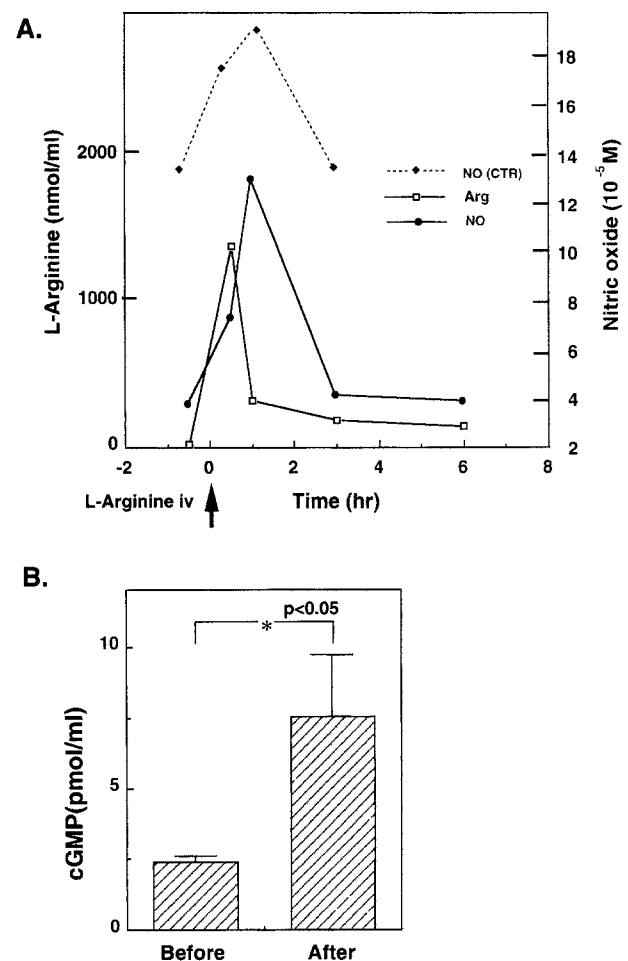 A.
L-Arginine (nmol/ml)
2000
1000
0
18
16
14
12
10
8
6
4
2
Nitric oxide (10⁻⁵ M)
NO (CTR)
Arg
NO
-2 0 2 4 6 8
L-Arginine iv
Time (hr)
B.
cGMP(pmol/ml)
10
5
0
p<0.05
*
Before After